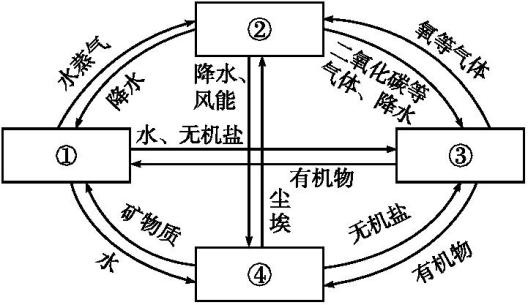 ②
水蒸气
降水
降水、
风能
二氧化碳等
气体、降水
氧等气体
①
水、无机盐
③
有机物
尘
埃
矿物质
水
④
无机盐
有机物